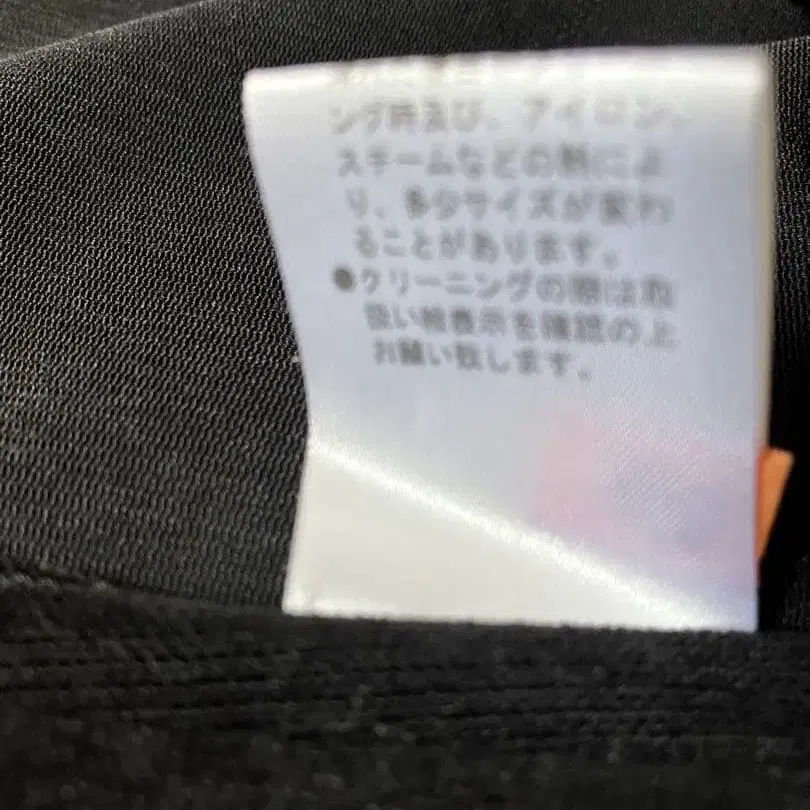 ング時及び、アイロン、
スチームなどの熱によ
り、多少サイズが変わ
ることがあります。
●クリーニングの際は取
扱い絵表示を確認の上
お願い致します。